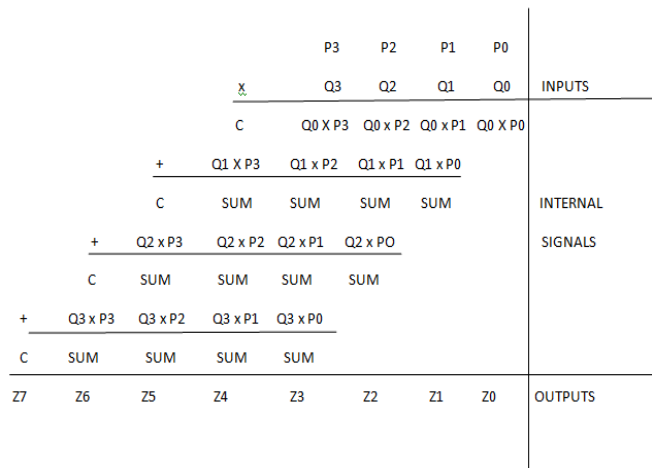 P3 P2 P1 P0
x Q3 Q2 Q1 Q0 INPUTS
C Q0 X P3 Q0 x P2 Q0 x P1 Q0 X P0
+ Q1 X P3 Q1 x P2 Q1 x P1 Q1 x P0
C SUM SUM SUM SUM INTERNAL
+ Q2 x P3 Q2 x P2 Q2 x P1 Q2 x PO SIGNALS
C SUM SUM SUM SUM
+ Q3 x P3 Q3 x P2 Q3 x P1 Q3 x P0
C SUM SUM SUM SUM
Z7 Z6 Z5 Z4 Z3 Z2 Z1 Z0 OUTPUTS